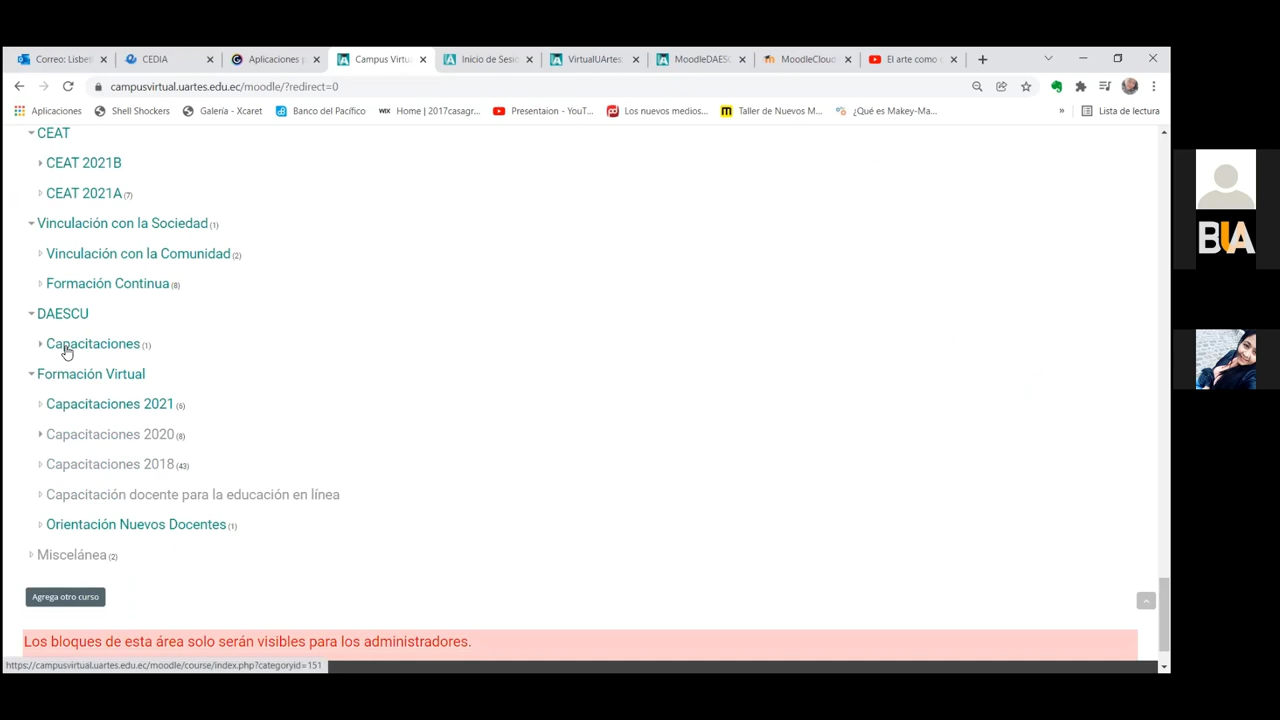 Correo: Lisbet
CEDIA
Aplicaciones
Campus Virtu
Inicio de Sesi
VirtualUArtes
MoodleDAESC
MoodleCloud
El arte como
campusvirtual.uartes.edu.ec/moodle/?redirect=0
Aplicaciones
Shell Shockers
Galería - Xcaret
Banco del Pacífico
WIX
Home | 2017casagr...
Presentaion - YouT...
Los nuevos medios...
Taller de Nuevos M...
¿Qué es Makey-Ma...
»
Lista de lectura
CEAT
CEAT 2021B
CEAT 2021A (7)
Vinculación con la Sociedad (1)
Vinculación con la Comunidad (2)
Formación Continua (8)
DAESCU
Capacitaciones (1)
Formación Virtual
Capacitaciones 2021 (6)
Capacitaciones 2020 (8)
Capacitaciones 2018 (43)
Capacitación docente para la educación en línea
Orientación Nuevos Docentes (1)
Miscelánea (2)
Agrega otro curso
Los bloques de esta área solo serán visibles para los administradores.
https://campusvirtual.uartes.edu.ec/moodle/course/index.php?categoryid=151
BUA